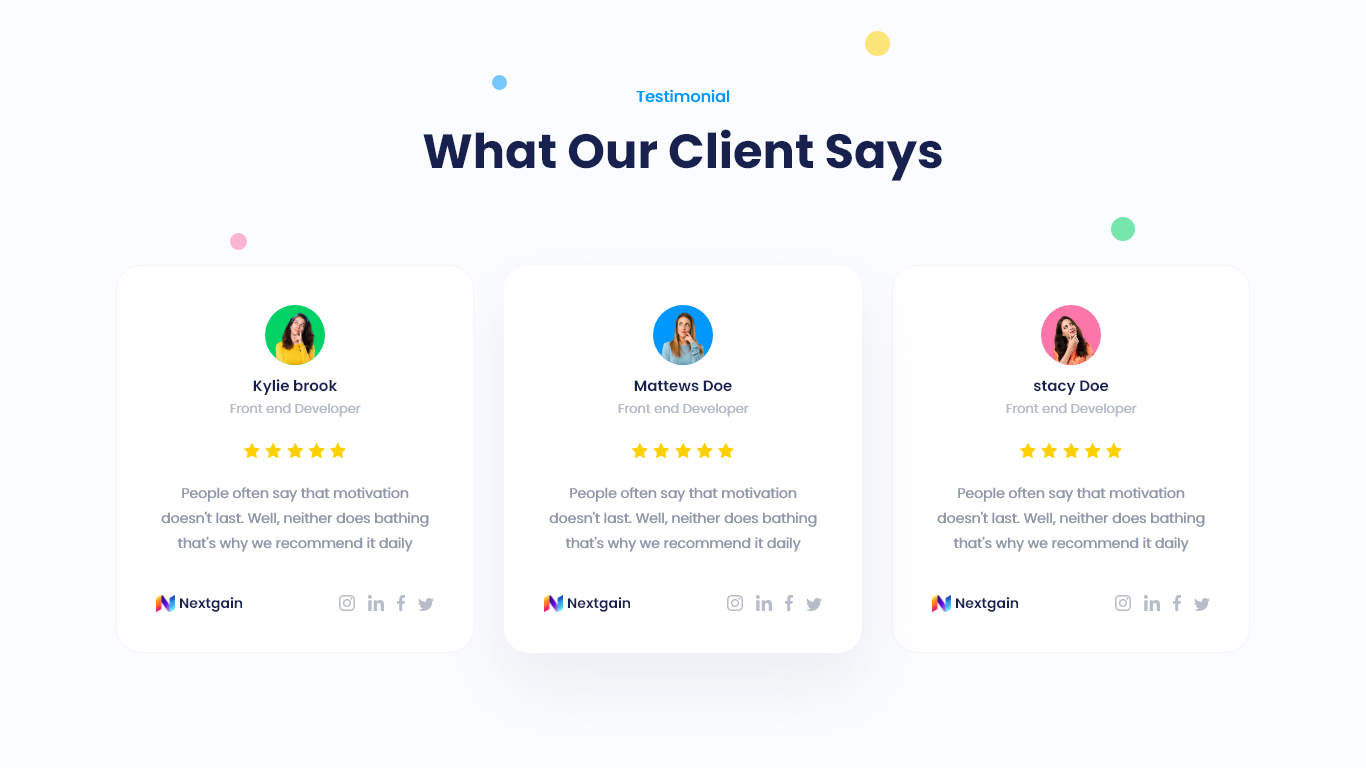 Testimonial
What Our Client Says
Kylie brook
Front end Developer
People often say that motivation
doesn't last. Well, neither does bathing
that's why we recommend it daily
Nextgain
Mattews Doe
Front end Developer
People often say that motivation
doesn't last. Well, neither does bathing
that's why we recommend it daily
Nextgain
stacy Doe
Front end Developer
People often say that motivation
doesn't last. Well, neither does bathing
that's why we recommend it daily
Nextgain